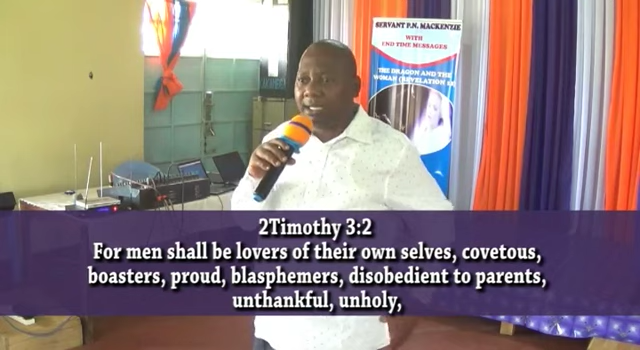 SERVANT P.N. MACKENZIE
WITH
END TIME MESSAGES
THE DRAGON AND THE
WOMAN (REVELATION
2Timothy 3:2
For men shall be lovers of their own selves, covetous,
boasters, proud, blasphemers, disobedient to parents,
unthankful, unholy,